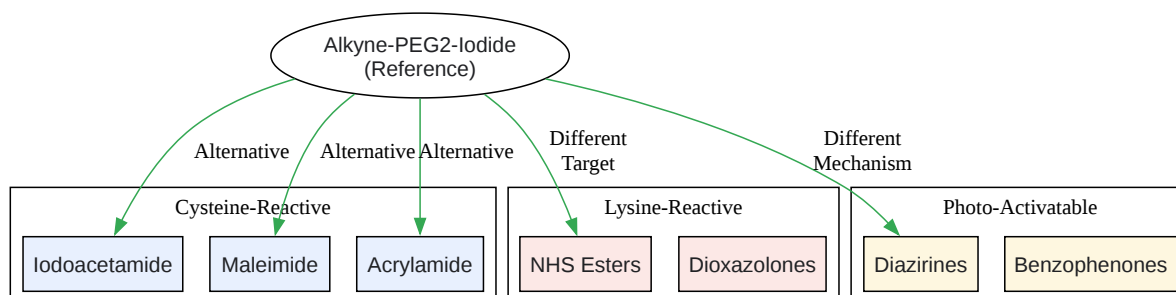 Alkyne-PEG2-Iodide
(Reference)
Alternative
Alternative
Alternative
Different
Target
Different
Mechanism
Cysteine-Reactive
Lysine-Reactive
Photo-Activatable
Iodoacetamide
Maleimide
Acrylamide
NHS Esters
Dioxazolones
Diazirines
Benzophenones